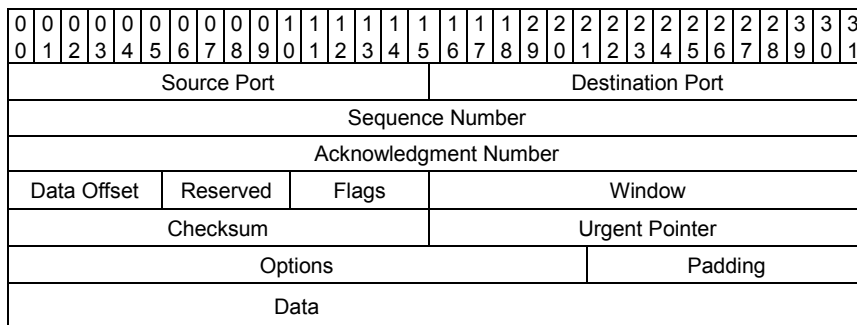 0 0 0 0 0 0 0 0 0 0 1 1 1 1 1 1 1 1 1 2 2 2 2 2 2 2 2 2 2 3 3 3
0 1 2 3 4 5 6 7 8 9 0 1 2 3 4 5 6 7 8 9 0 1 2 3 4 5 6 7 8 9 0 1
Source Port Destination Port
Sequence Number
Acknowledgment Number
Data Offset Reserved Flags Window
Checksum Urgent Pointer
Options Padding
Data